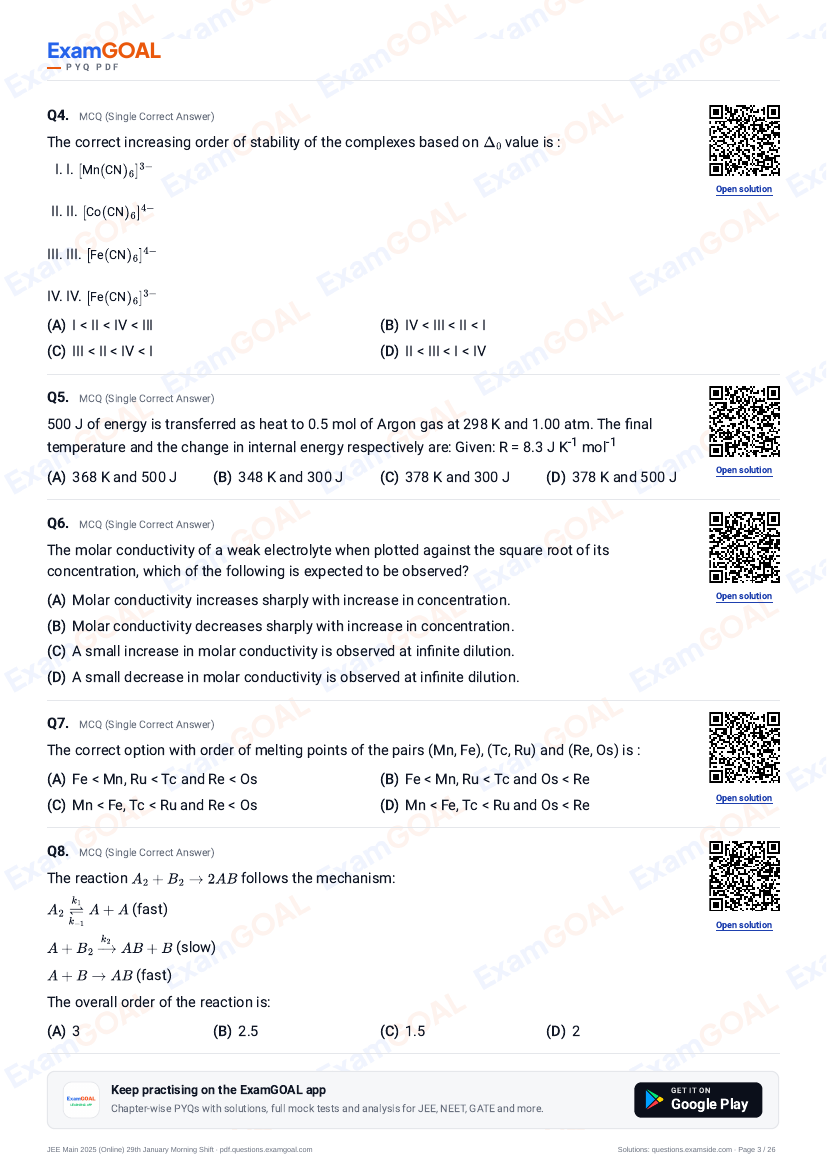 ExamGOAL
PYQ PDF
Q4. MCQ (Single Correct Answer)
The correct increasing order of stability of the complexes based on Δ₀ value is :
Open solution
I. I. [Mn(CN)₆]³⁻
II. II. [Co(CN)₆]⁴⁻
III. III. [Fe(CN)₆]⁴⁻
IV. IV. [Fe(CN)₆]³⁻
(A) I < II < IV < III (B) IV < III < II < I
(C) III < II < IV < I (D) II < III < I < IV
Q5. MCQ (Single Correct Answer)
500 J of energy is transferred as heat to 0.5 mol of Argon gas at 298 K and 1.00 atm. The final
temperature and the change in internal energy respectively are: Given: R = 8.3 J K⁻¹ mol⁻¹
Open solution
(A) 368 K and 500 J (B) 348 K and 300 J (C) 378 K and 300 J (D) 378 K and 500 J
Q6. MCQ (Single Correct Answer)
The molar conductivity of a weak electrolyte when plotted against the square root of its
concentration, which of the following is expected to be observed?
Open solution
(A) Molar conductivity increases sharply with increase in concentration.
(B) Molar conductivity decreases sharply with increase in concentration.
(C) A small increase in molar conductivity is observed at infinite dilution.
(D) A small decrease in molar conductivity is observed at infinite dilution.
Q7. MCQ (Single Correct Answer)
The correct option with order of melting points of the pairs (Mn, Fe), (Tc, Ru) and (Re, Os) is :
(A) Fe < Mn, Ru < Tc and Re < Os (B) Fe < Mn, Ru < Tc and Os < Re
(C) Mn < Fe, Tc < Ru and Re < Os (D) Mn < Fe, Tc < Ru and Os < Re
Open solution
Q8. MCQ (Single Correct Answer)
The reaction A₂ + B₂ → 2AB follows the mechanism:
A₂ ⇌ A + A (fast) k₁ k₋₁
Open solution
A + B₂ →k₂ AB + B (slow)
A + B → AB (fast)
The overall order of the reaction is:
(A) 3 (B) 2.5 (C) 1.5 (D) 2
Keep practising on the ExamGOAL app
Chapter-wise PYQs with solutions, full mock tests and analysis for JEE, NEET, GATE and more.
GET IT ON
Google Play
JEE Main 2025 (Online) 29th January Morning Shift · pdf.questions.examgoal.com
Solutions: questions.examside.com · Page 3 / 26